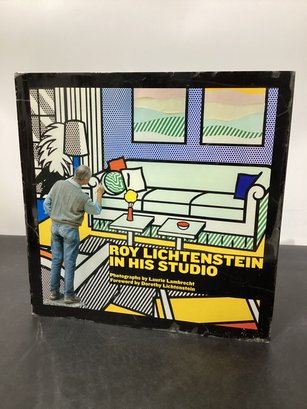 ROY LICHTENSTEIN
IN HIS STUDIO
Photographs by Laurie Lambrecht
Foreword by Dorothy Lichtenstein